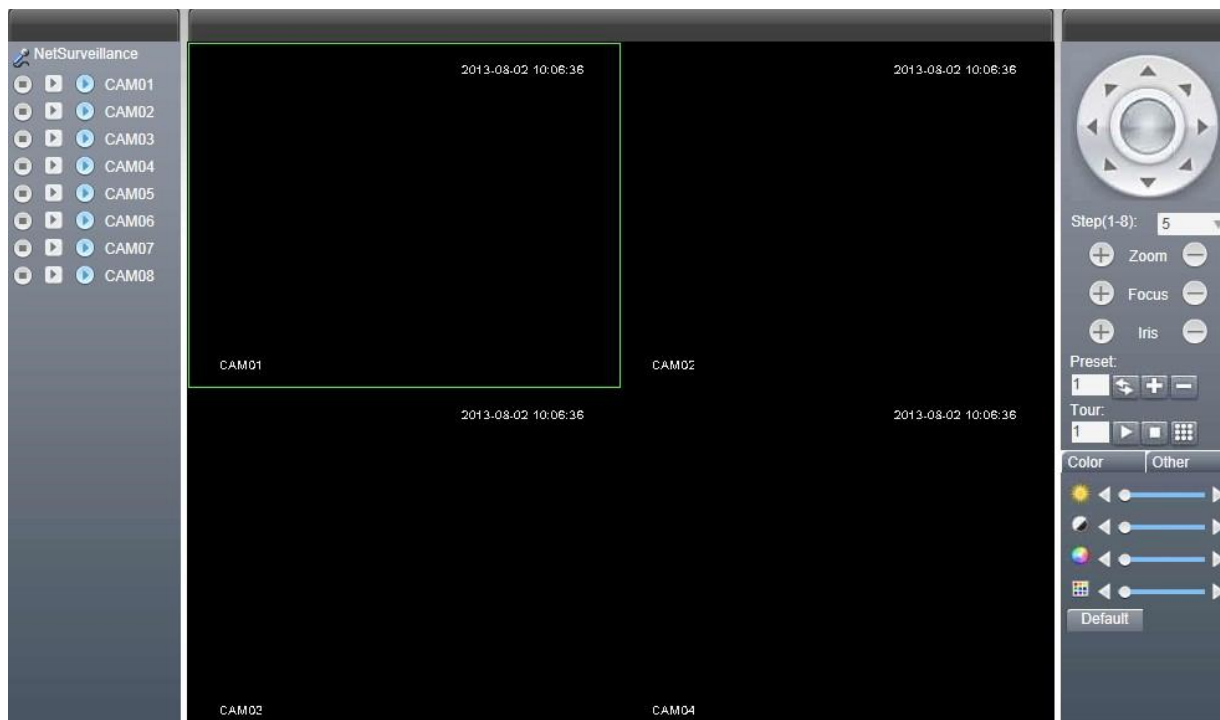 NetSurveillance
CAM01
CAM02
CAM03
CAM04
CAM05
CAM06
CAM07
CAM08
2013-08-02 10:06:36
2013-08-02 10:06:36
CAM01
CAM02
2013-08-02 10:06:36
2013-08-02 10:06:36
CAM03
CAM04
Step(1-8): 5
Zoom
Focus
Iris
Preset:
1
Tour:
1
Color Other
Default